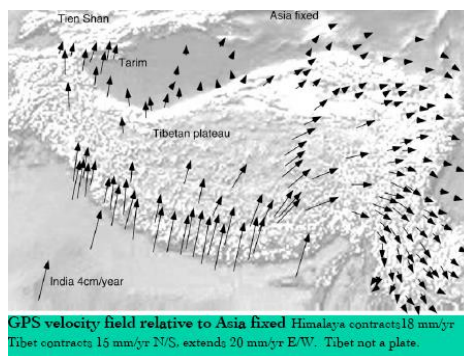 Tien Shan
Asia fixed
Tarim
Tibetan plateau
India 4cm/year
GPS velocity field relative to Asia fixed Himalaya contracts18 mm/yr
Tibet contracts 15 mm/yr N/S, extends 20 mm/yr E/W. Tibet not a plate.